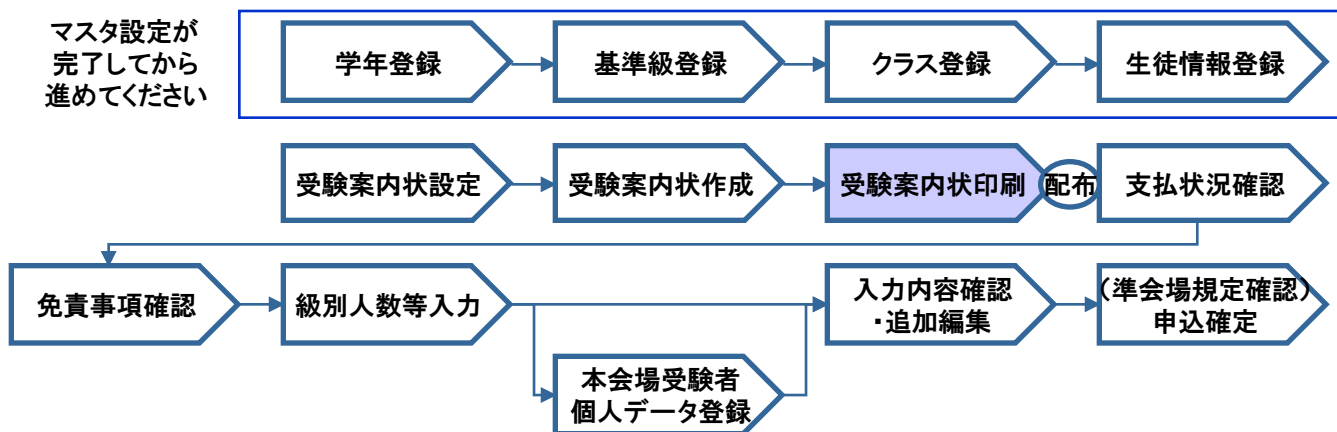 マスタ設定が
完了してから
進めてください
学年登録
基準級登録
クラス登録
生徒情報登録
受験案内状設定
受験案内状作成
受験案内状印刷
配布
支払状況確認
免責事項確認
級別人数等入力
本会場受験者
個人データ登録
入力内容確認
・追加編集
(準会場規定確認)
申込確定